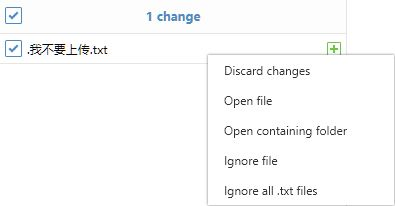 1 change
.我不要上传.txt
Discard changes
Open file
Open containing folder
Ignore file
Ignore all .txt files